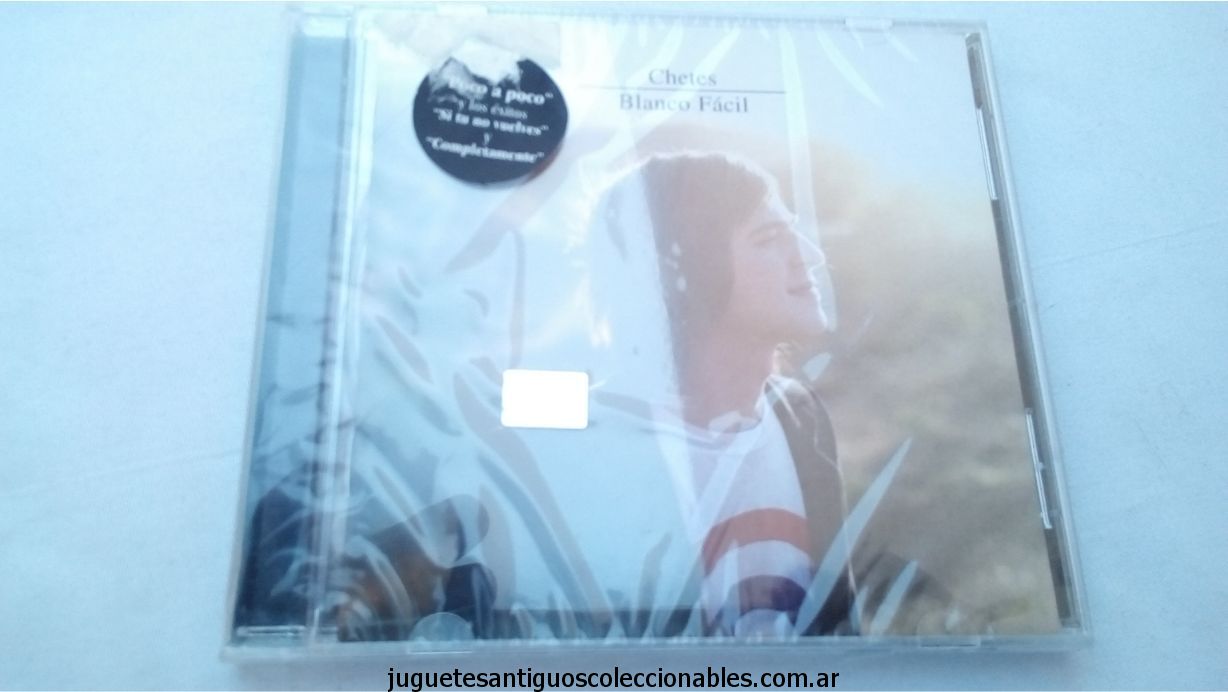 Chetes
Blanco Fácil
"Poco a poco"
y los éxitos
"Si tu no vuelves"
y
"Completamente"
juguetesantiguoscoleccionables.com.ar